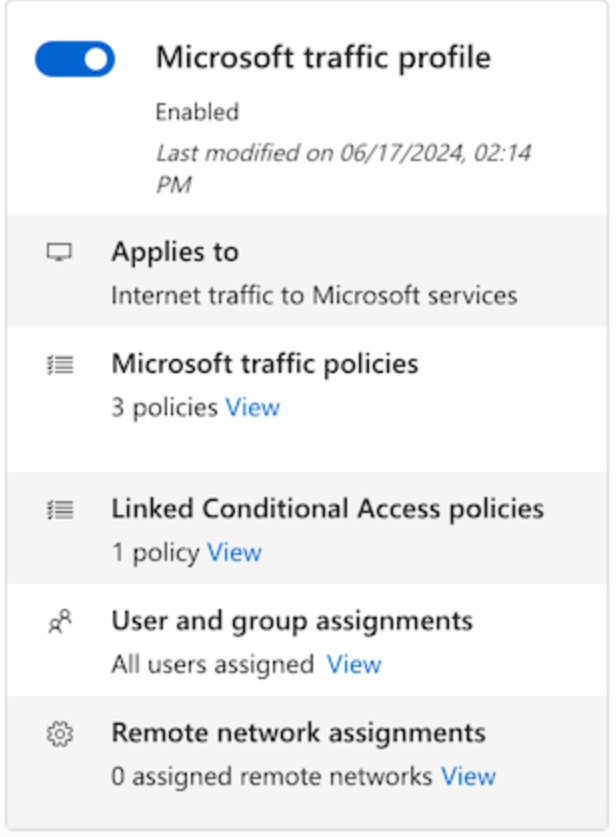 Microsoft traffic profile
Enabled
Last modified on 06/17/2024, 02:14
PM
Applies to
Internet traffic to Microsoft services
Microsoft traffic policies
3 policies View
Linked Conditional Access policies
1 policy View
User and group assignments
All users assigned View
Remote network assignments
0 assigned remote networks View